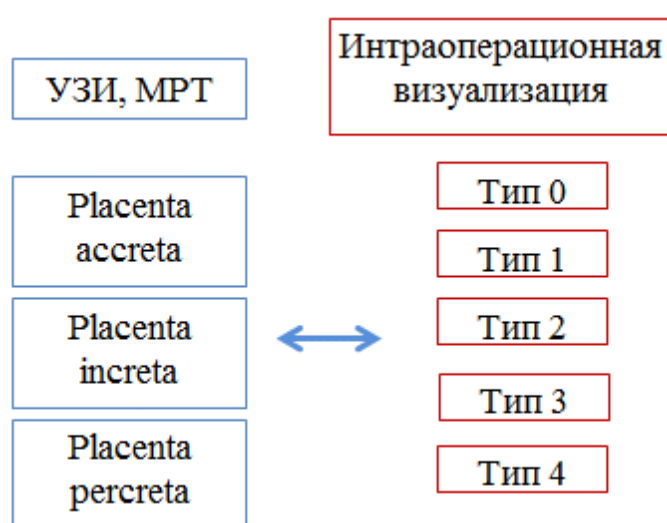 УЗИ, МРТ
Интраоперационная
визуализация
Placenta
accreta
Placenta
increta
Placenta
percreta
Тип 0
Тип 1
Тип 2
Тип 3
Тип 4